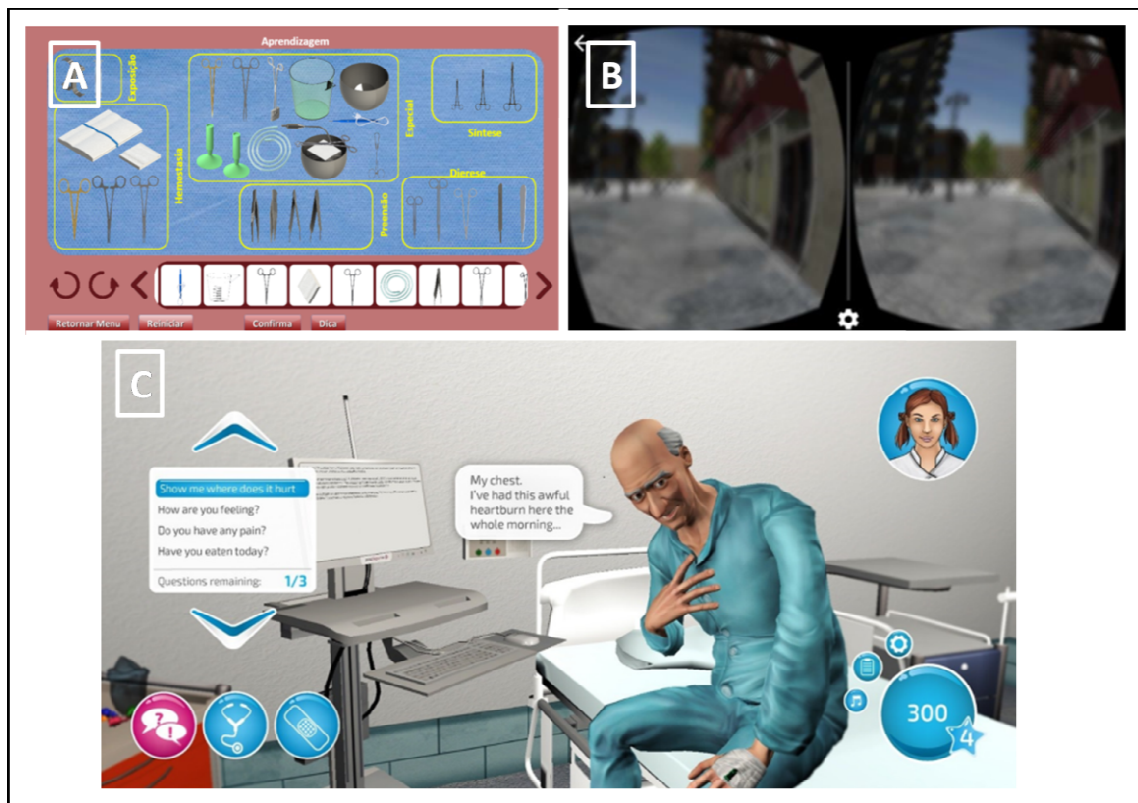 A
Aprendizagem
Exposição
Hemostasia
Especial
Síntese
Preensão
Dierese
Retornar Menu
Reiniciar
Confirma
Dica
B
C
Show me where does it hurt
How are you feeling?
Do you have any pain?
Have you eaten today?
Questions remaining: 1/3
My chest.
I've had this awful
heartburn here the
whole morning...
300
4